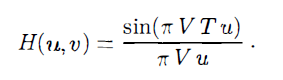 H(u, v) = sin(π V T u) / π V u .